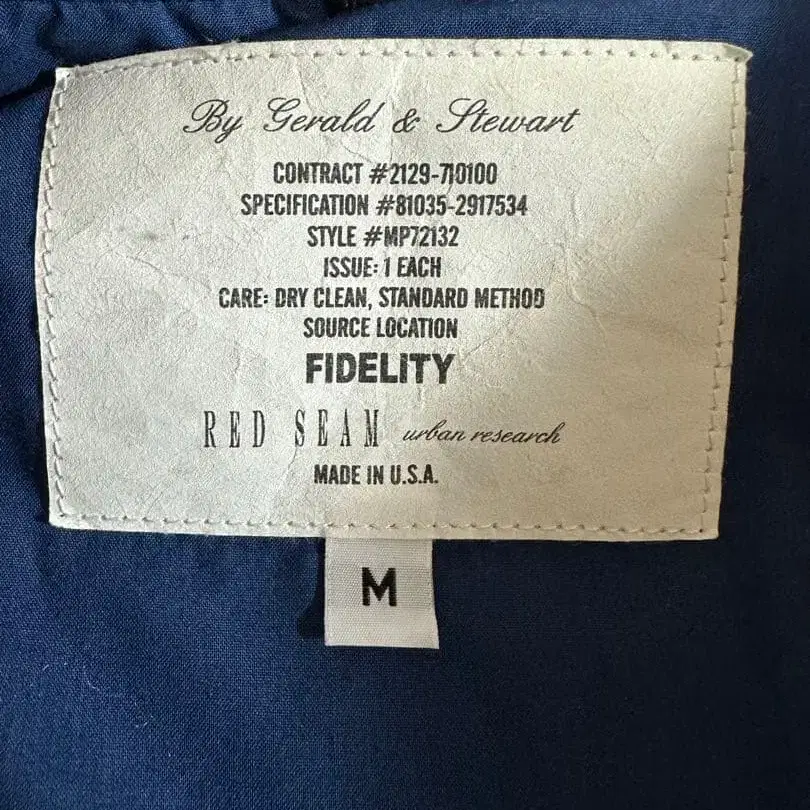 By Gerald & Stewart
CONTRACT #2129-710100
SPECIFICATION #81035-2917534
STYLE #MP72132
ISSUE: 1 EACH
CARE: DRY CLEAN, STANDARD METHOD
SOURCE LOCATION
FIDELITY
RED SEAM urban research
MADE IN U.S.A.
M